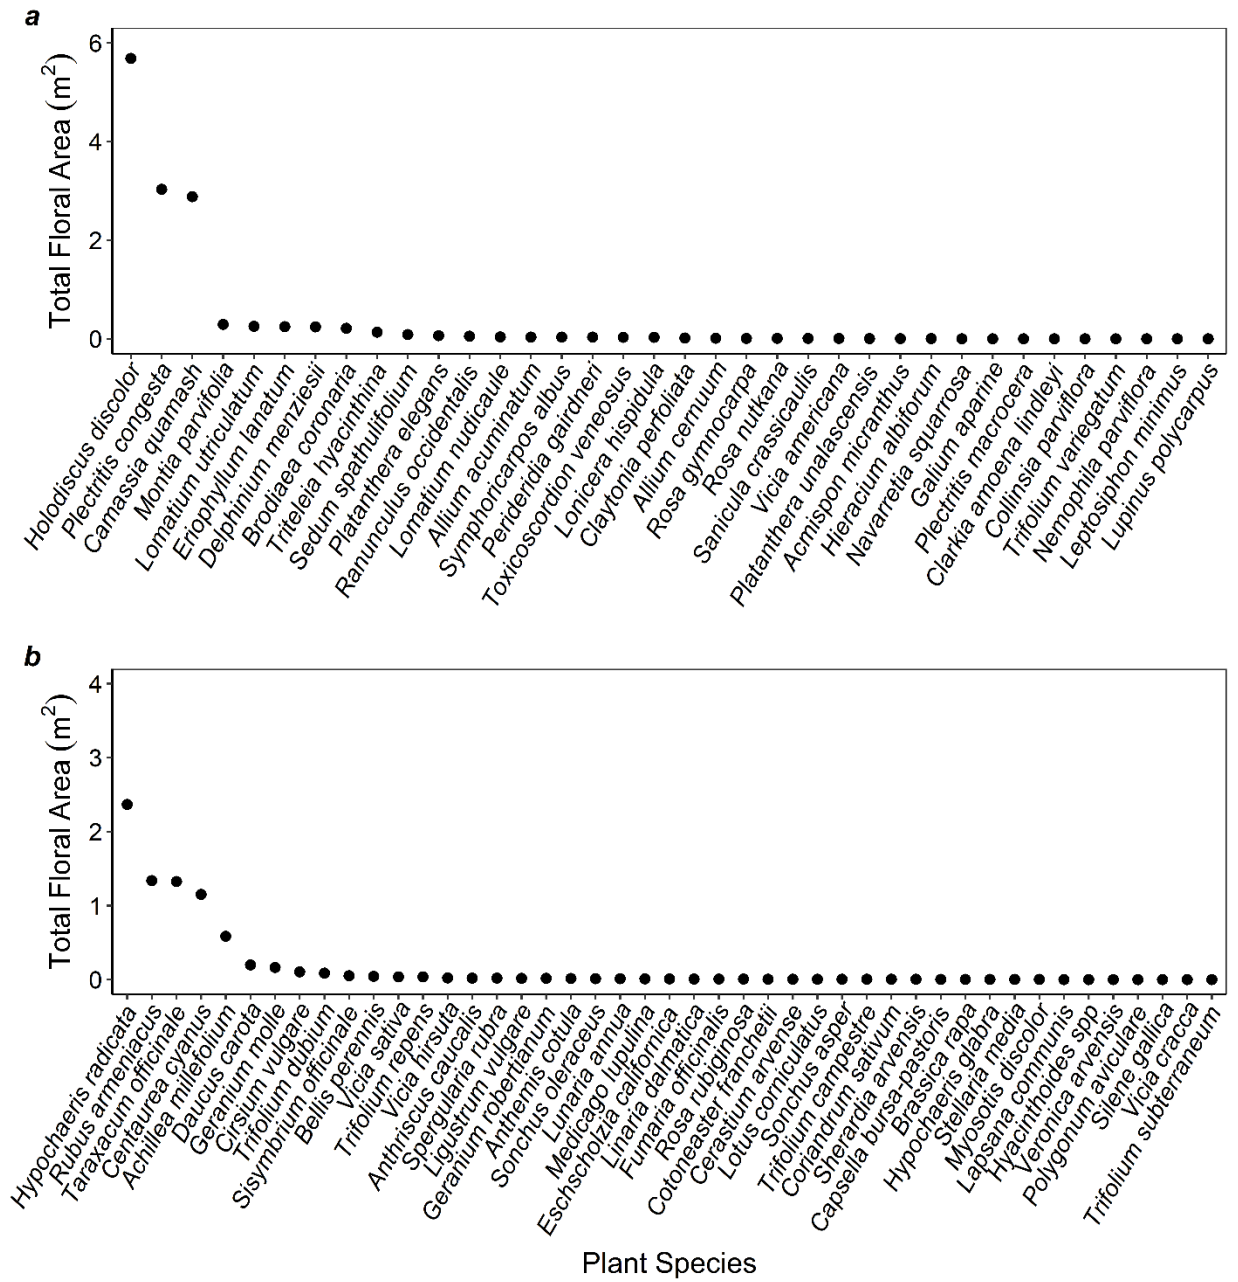 a
Total Floral Area (m²)
6
4
2
0
Holodiscus discolor
Plectritis congesta
Camassia quamash
Montia parvifolia
Lomatium utriculatum
Eriophyllum lanatum
Delphinium menziesii
Brodiaea coronaria
Triteleia hyacinthina
Sedum spathulifolium
Platanthera elegans
Ranunculus occidentalis
Lomatium nudicaule
Allium acuminatum
Symphoricarpos albus
Perideridia gairdneri
Toxicoscordion veneosus
Lonicera hispidula
Claytonia perfoliata
Allium cernuum
Rosa gymnocarpa
Rosa nutkana
Sanicula crassicaulis
Vicia americana
Platanthera unalascensis
Acmispon micranthus
Hieracium albiforum
Navarretia squarrosa
Galium aparine
Plectritis macrocera
Clarkia amoena lindleyi
Collinsia parviflora
Trifolium variegatum
Nemophila parviflora
Leptosiphon minimus
Lupinus polycarpus
b
Total Floral Area (m²)
4
3
2
1
0
Hypochaeris radicata
Rubus armeniacus
Taraxacum officinale
Centaurea cyanus
Achillea millefolium
Daucus carota
Geranium molle
Cirsium vulgare
Trifolium dubium
Sisymbrium officinale
Bellis perennis
Vicia sativa
Trifolium repens
Vicia hirsuta
Anthriscus caucalis
Spergularia rubra
Ligustrum vulgare
Geranium robertianum
Anthemis cotula
Sonchus oleraceus
Lunaria annua
Medicago lupulina
Eschscholzia californica
Linaria dalmatica
Fumaria officinalis
Rosa rubiginosa
Cotoneaster franchetii
Cerastium arvense
Lotus corniculatus
Sonchus asper
Trifolium campestre
Coriandrum sativum
Sherardia arvensis
Capsella bursa-pastoris
Brassica rapa
Hypochaeris glabra
Stellaria media
Myosotis discolor
Lapsana communis
Hyacinthoides spp
Veronica arvensis
Polygonum aviculare
Silene gallica
Vicia cracca
Trifolium subterraneum
Plant Species